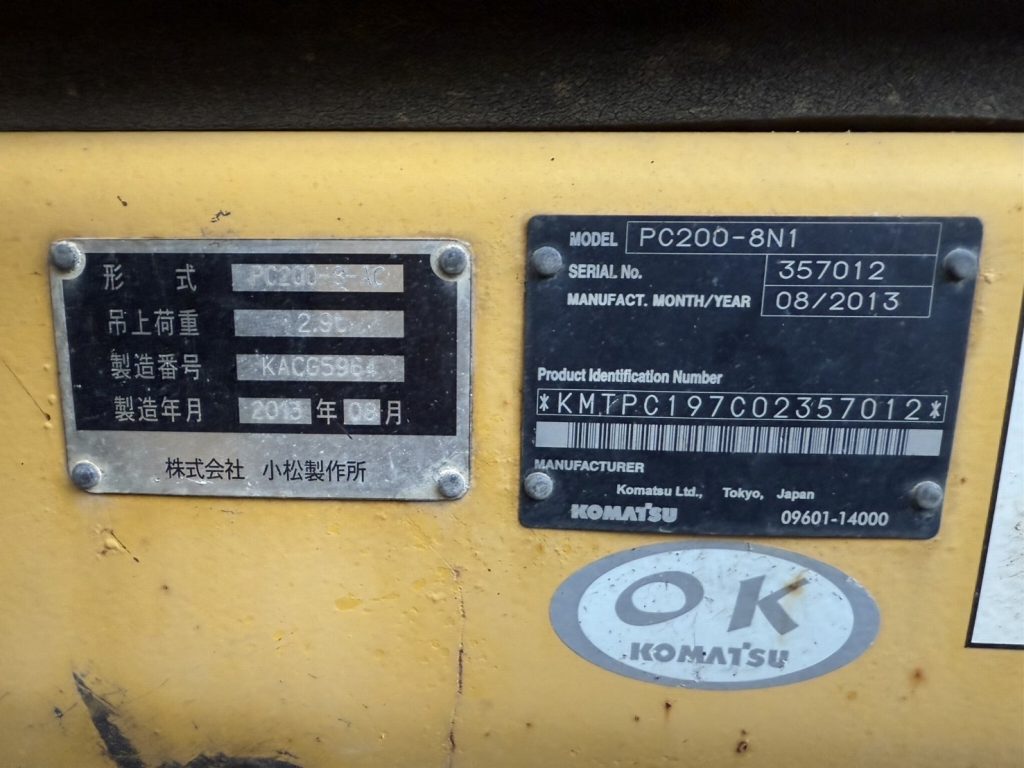 形 式 PC200-8-AC
吊上荷重 2.9t
製造番号 KACG5964
製造年月 2013 年 08 月
株式会社 小松製作所
MODEL PC200-8N1
SERIAL No. 357012
MANUFACT. MONTH/YEAR 08/2013
Product Identification Number
*KMTPC197C02357012*
MANUFACTURER
Komatsu Ltd., Tokyo, Japan
KOMATSU 09601-14000
OK
KOMATSU